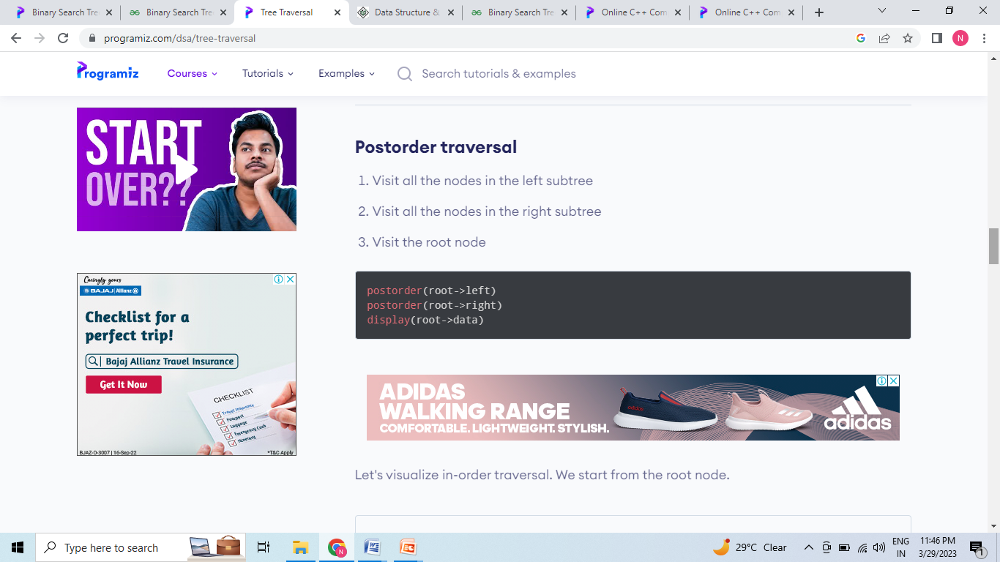 Binary Search Tre
Binary Search Tre
Tree Traversal
Data Structure &
Binary Search Tre
Online C++ Com
Online C++ Com
programiz.com/dsa/tree-traversal
N
Programiz
Courses
Tutorials
Examples
Search tutorials & examples
START
OVER??
Caringly yours
BAJAJ Allianz
Checklist for a
perfect trip!
Bajaj Allianz Travel Insurance
Get It Now
CHECKLIST
Travel Insurance
Passport
Luggage
Emergency Cash
Itinerary
BJAZ-O-3007 | 16-Sep-22
*T&C Apply
Postorder traversal
1. Visit all the nodes in the left subtree
2. Visit all the nodes in the right subtree
3. Visit the root node
postorder(root->left)
postorder(root->right)
display(root->data)
ADIDAS
WALKING RANGE
COMFORTABLE. LIGHTWEIGHT. STYLISH.
adidas
adidas
Let's visualize in-order traversal. We start from the root node.
Type here to search
N
29°C Clear
ENG
IN
11:46 PM
3/29/2023
1